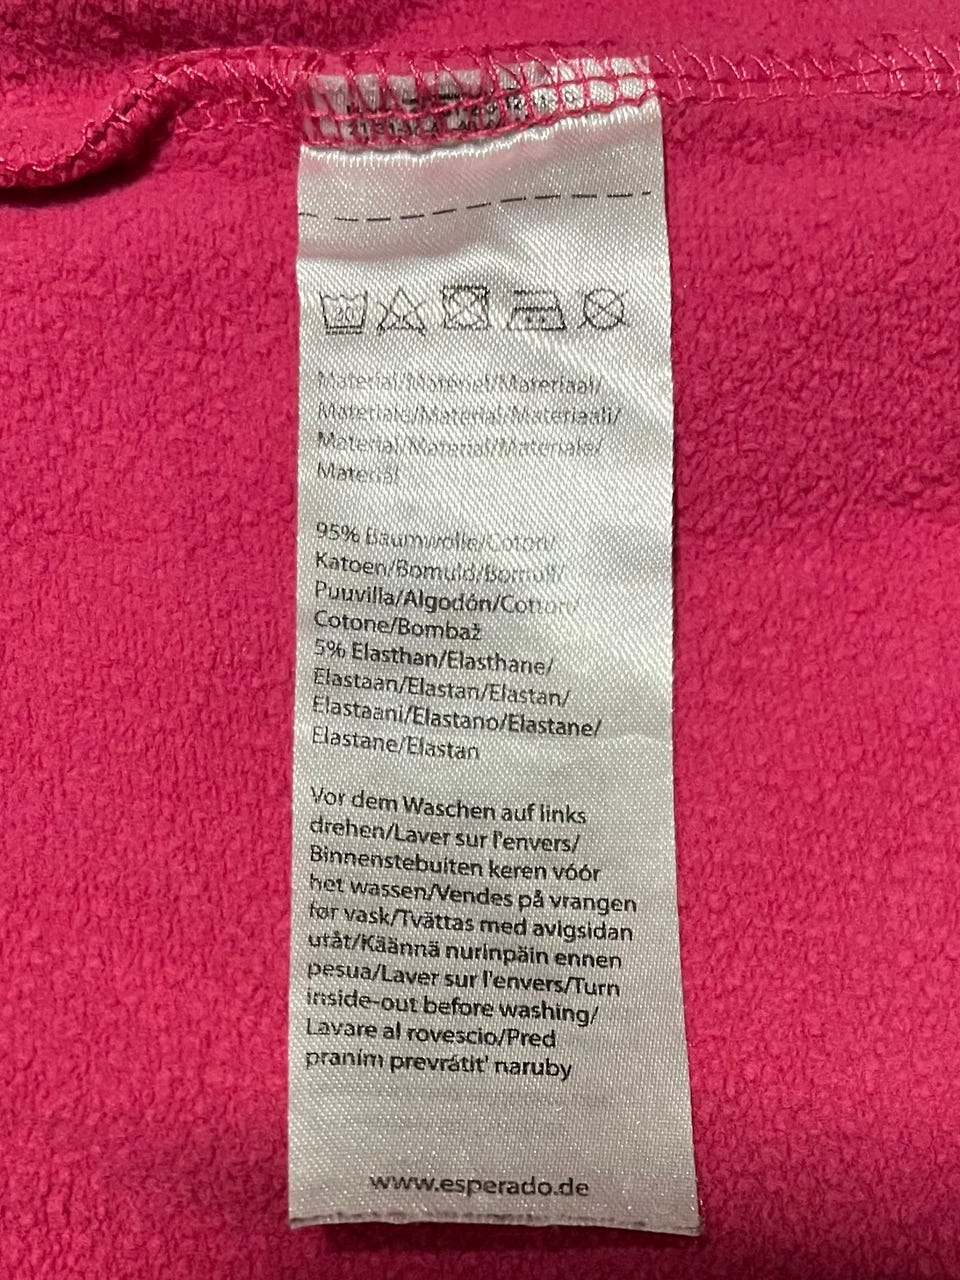 Material/Matériel/Materiaal/
Materiale/Material/Materiaali/
Material/Material/Materiale/
Materiál
95% Baumwolle/Coton/
Katoen/Bomuld/Bomull/
Puuvilla/Algodón/Cotton/
Cotone/Bombaž
5% Elasthan/Elasthane/
Elastaan/Elastan/Elastan/
Elastaani/Elastano/Elastane/
Elastane/Elastan
Vor dem Waschen auf links
drehen/Laver sur l'envers/
Binnenstebuiten keren vóór
het wassen/Vendes på vrangen
før vask/Tvättas med avigsidan
utåt/Käännä nurinpäin ennen
pesua/Laver sur l'envers/Turn
inside-out before washing/
Lavare al rovescio/Pred
praním prevrátit' naruby
www.esperado.de